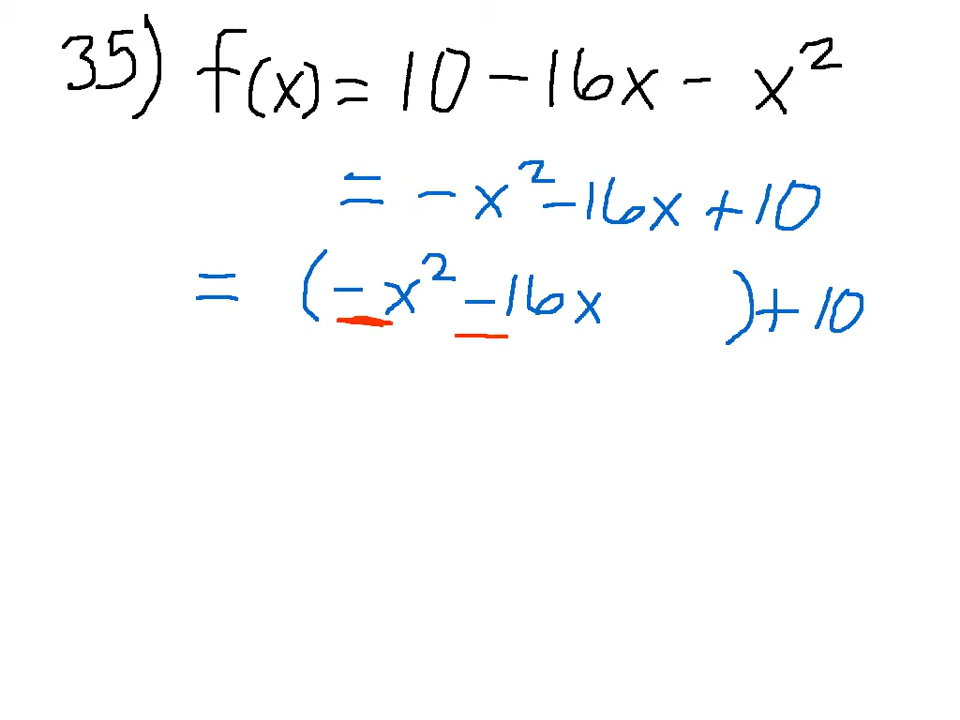 35) f(x) = 10 - 16x - x²
= - x² - 16x + 10
= (- x² - 16x ) + 10